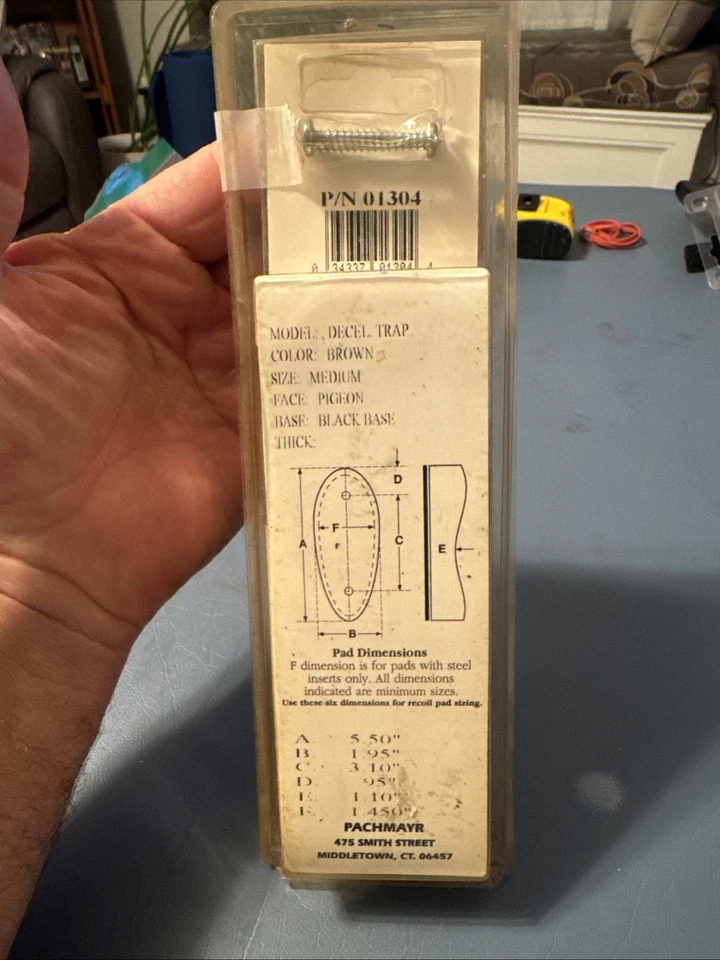 P/N 01304
0 34337 01304 4
MODEL: DECEL. TRAP
COLOR: BROWN
SIZE: MEDIUM
FACE: PIGEON
BASE: BLACK BASE
THICK:
D
F
A
C
E
B
Pad Dimensions
F dimension is for pads with steel
inserts only. All dimensions
indicated are minimum sizes.
Use these six dimensions for recoil pad sizing.
A. 5.50"
B. 1.95"
C. 3.10"
D. .95"
E. 1.10"
F. 1.450"
PACHMAYR
475 SMITH STREET
MIDDLETOWN, CT. 06457